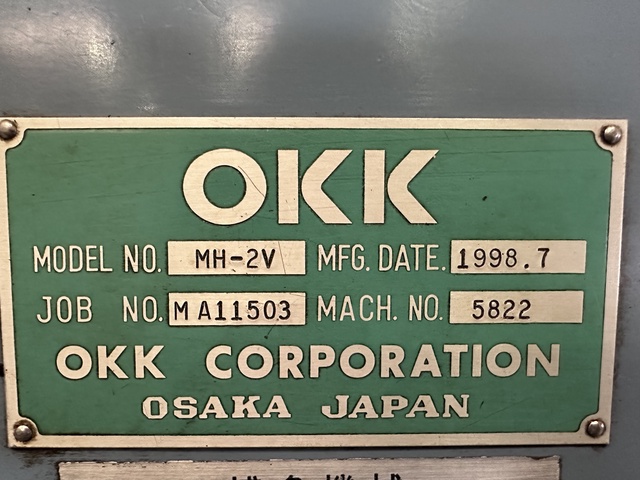 OKK
MODEL NO. MH-2V MFG. DATE. 1998.7
JOB NO. MA11503 MACH. NO. 5822
OKK CORPORATION
OSAKA JAPAN